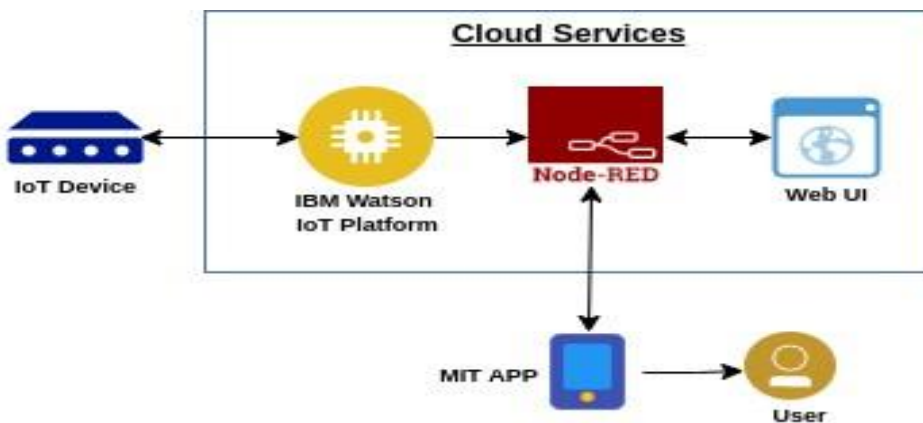 Cloud Services
IoT Device
IBM Watson
IoT Platform
Node-RED
Web UI
MIT APP
User